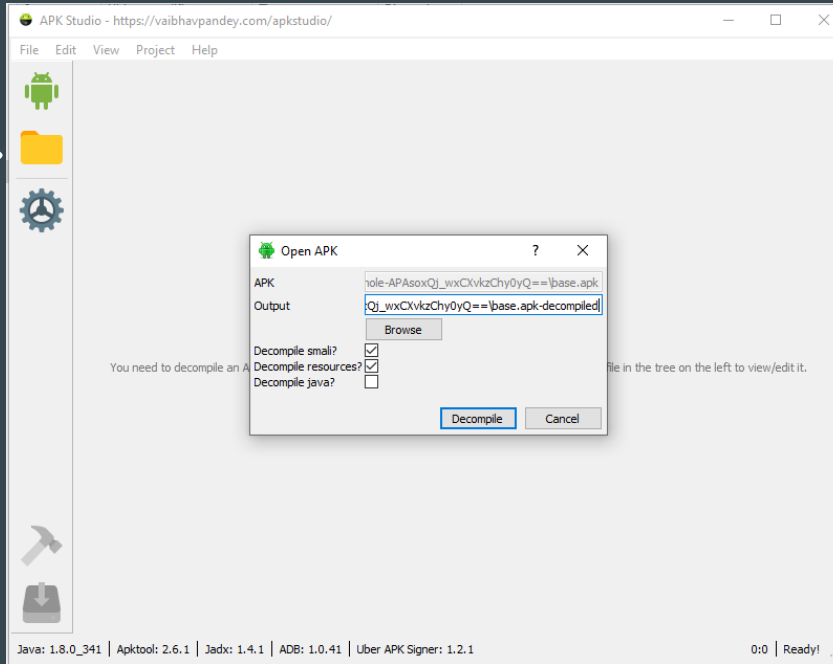 APK Studio - https://vaibhavpandey.com/apkstudio/
File Edit View Project Help
Open APK ?
APK hole-APAsoxQj_wxCXvkzChy0yQ==\base.apk
Output Qj_wxCXvkzChy0yQ==\base.apk-decompiled
Browse
Decompile smali?
You need to decompile an A
Decompile resources?
file in the tree on the left to view/edit it.
Decompile java?
Decompile Cancel
Java: 1.8.0_341 | Apktool: 2.6.1 | Jadx: 1.4.1 | ADB: 1.0.41 | Uber APK Signer: 1.2.1 0:0 | Ready!